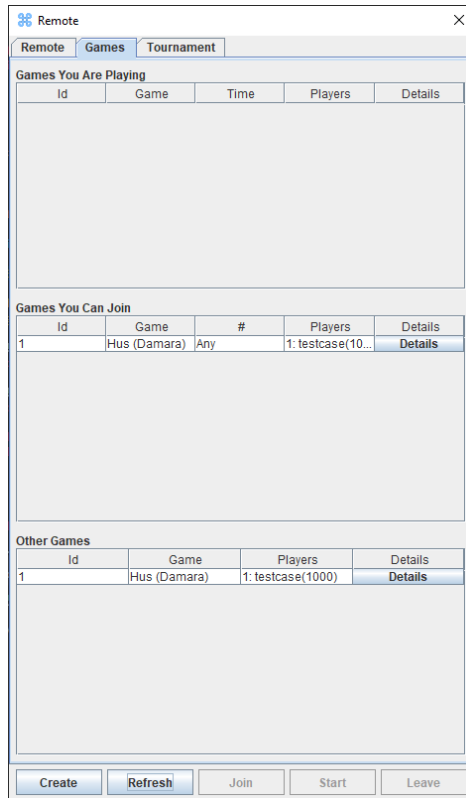 Remote
Remote Games Tournament
Games You Are Playing
Id Game Time Players Details
Games You Can Join
Id Game # Players Details
1 Hus (Damara) Any 1: testcase(10... Details
Other Games
Id Game Players Details
1 Hus (Damara) 1: testcase(1000) Details
Create Refresh Join Start Leave